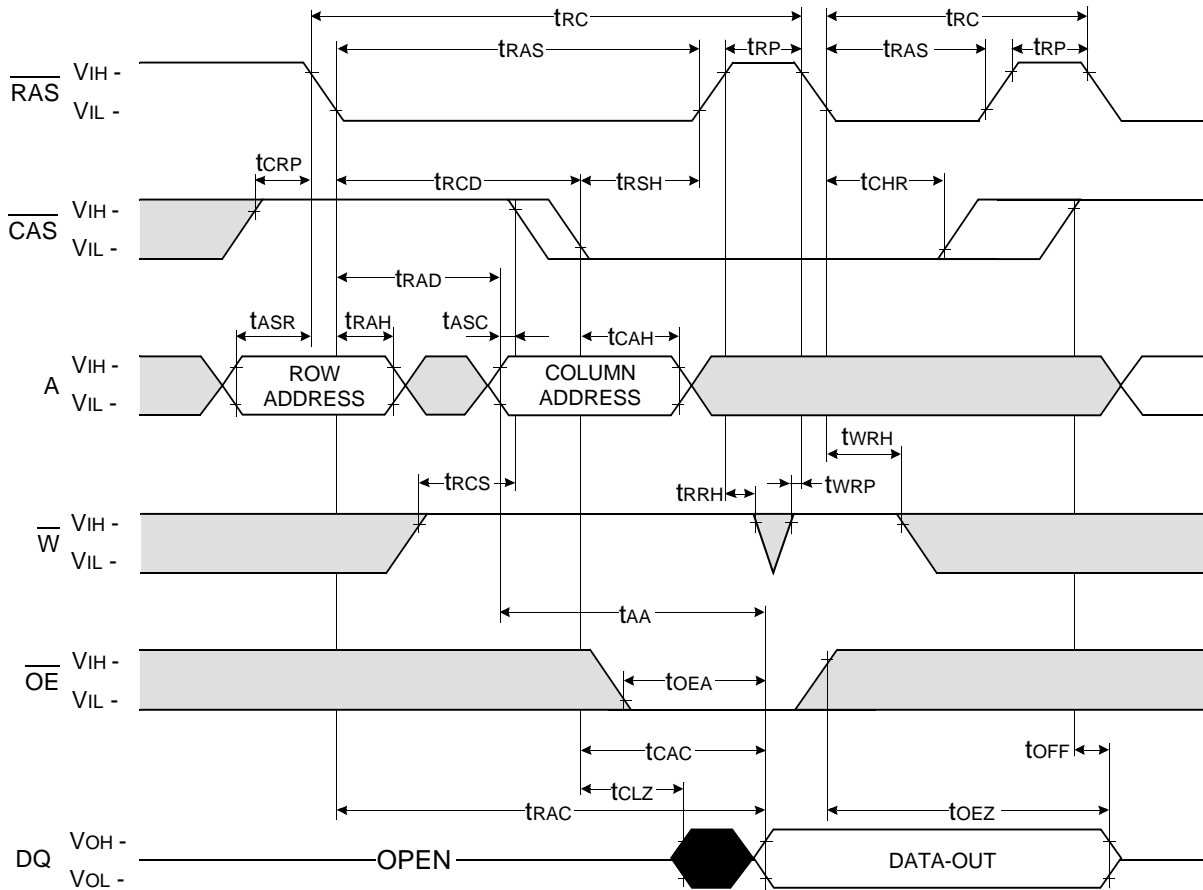 tRC
tRC
tRAS
tRP
tRAS
tRP
RAS
VIH -
VIL -
tCRP
tRCD
tRSH
tCHR
CAS
VIH -
VIL -
tRAD
tASR
tRAH
tASC
tCAH
A
VIH -
VIL -
ROW
ADDRESS
COLUMN
ADDRESS
tWRH
tRCS
tRRH
tWRP
W
VIH -
VIL -
tAA
OE
VIH -
VIL -
tOEA
tCAC
tOFF
tCLZ
tRAC
tOEZ
DQ
VOH -
VOL -
OPEN
DATA-OUT